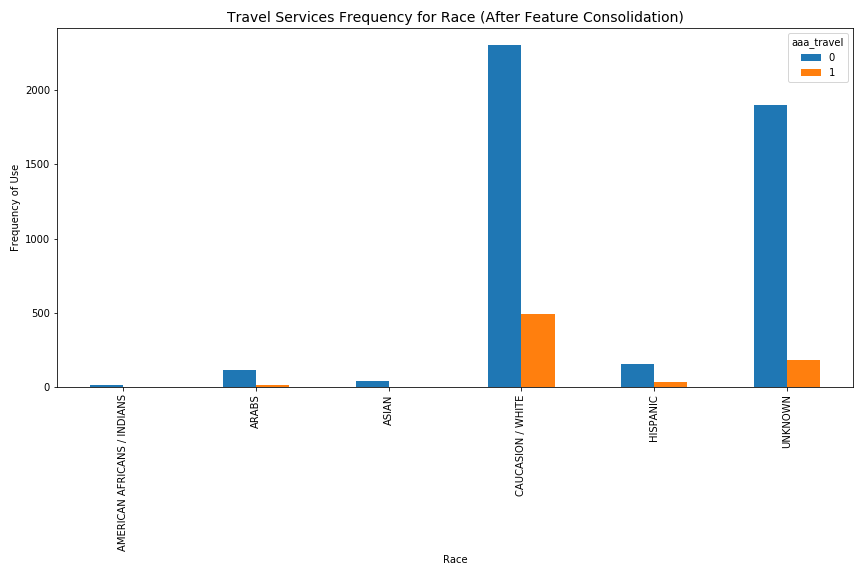 Travel Services Frequency for Race (After Feature Consolidation)
aaa_travel
0
1
Frequency of Use
2000
1500
1000
500
0
AMERICAN AFRICANS / INDIANS
ARABS
ASIAN
CAUCASION / WHITE
HISPANIC
UNKNOWN
Race